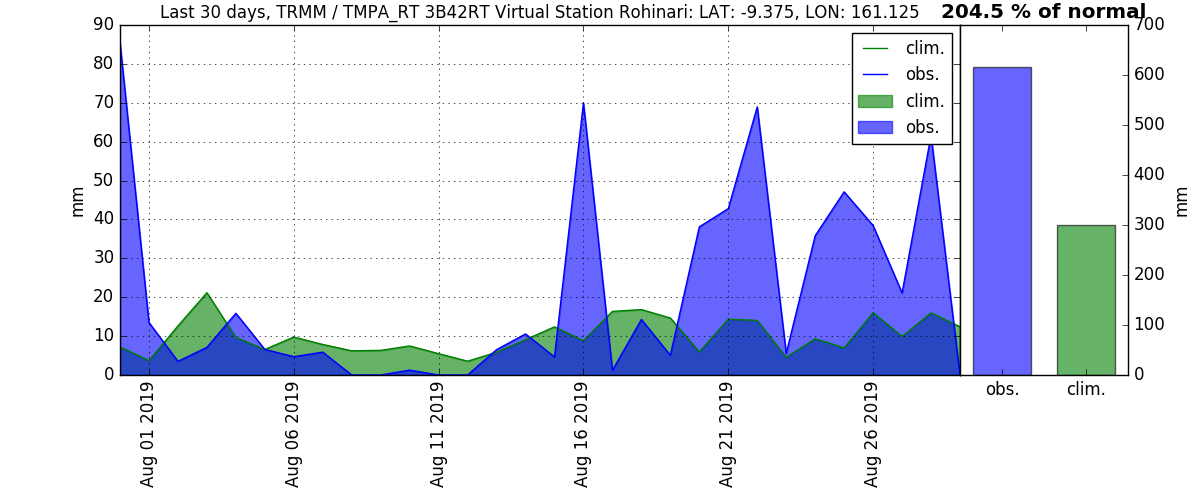 Last 30 days, TRMM / TMPA_RT 3B42RT Virtual Station Rohinari: LAT: -9.375, LON: 161.125
204.5 % of normal
90
80
70
60
50
40
30
20
10
0
mm
clim.
obs.
clim.
obs.
Aug 01 2019
Aug 06 2019
Aug 11 2019
Aug 16 2019
Aug 21 2019
Aug 26 2019
700
600
500
400
300
200
100
0
mm
obs.
clim.